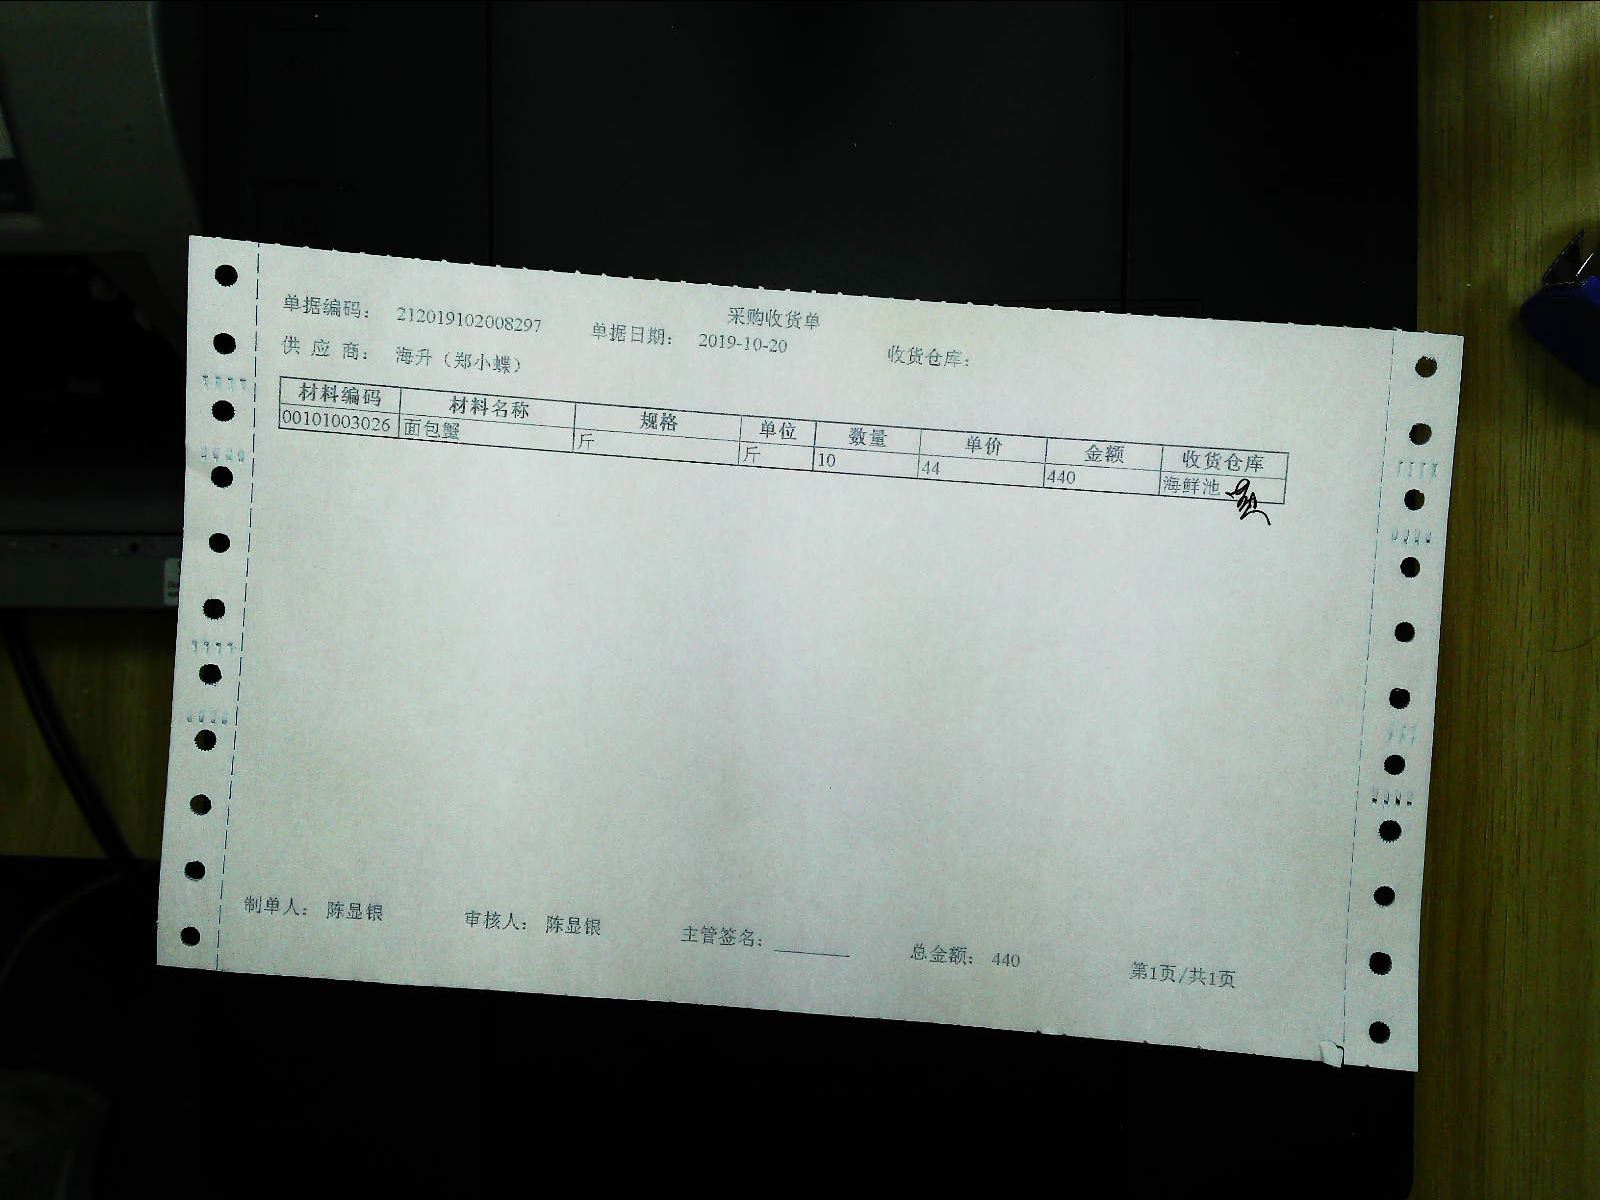 采购收货单
单据编码： 212019102008297 单据日期： 2019-10-20 收货仓库：
供 应 商： 海升（郑小蝶）
材料编码 材料名称 规格 单位 数量 单价 金额 收货仓库
00101003026 面包蟹 斤 斤 10 44 440 海鲜池
制单人： 陈显银 审核人： 陈显银 主管签名： 总金额： 440 第1页/共1页